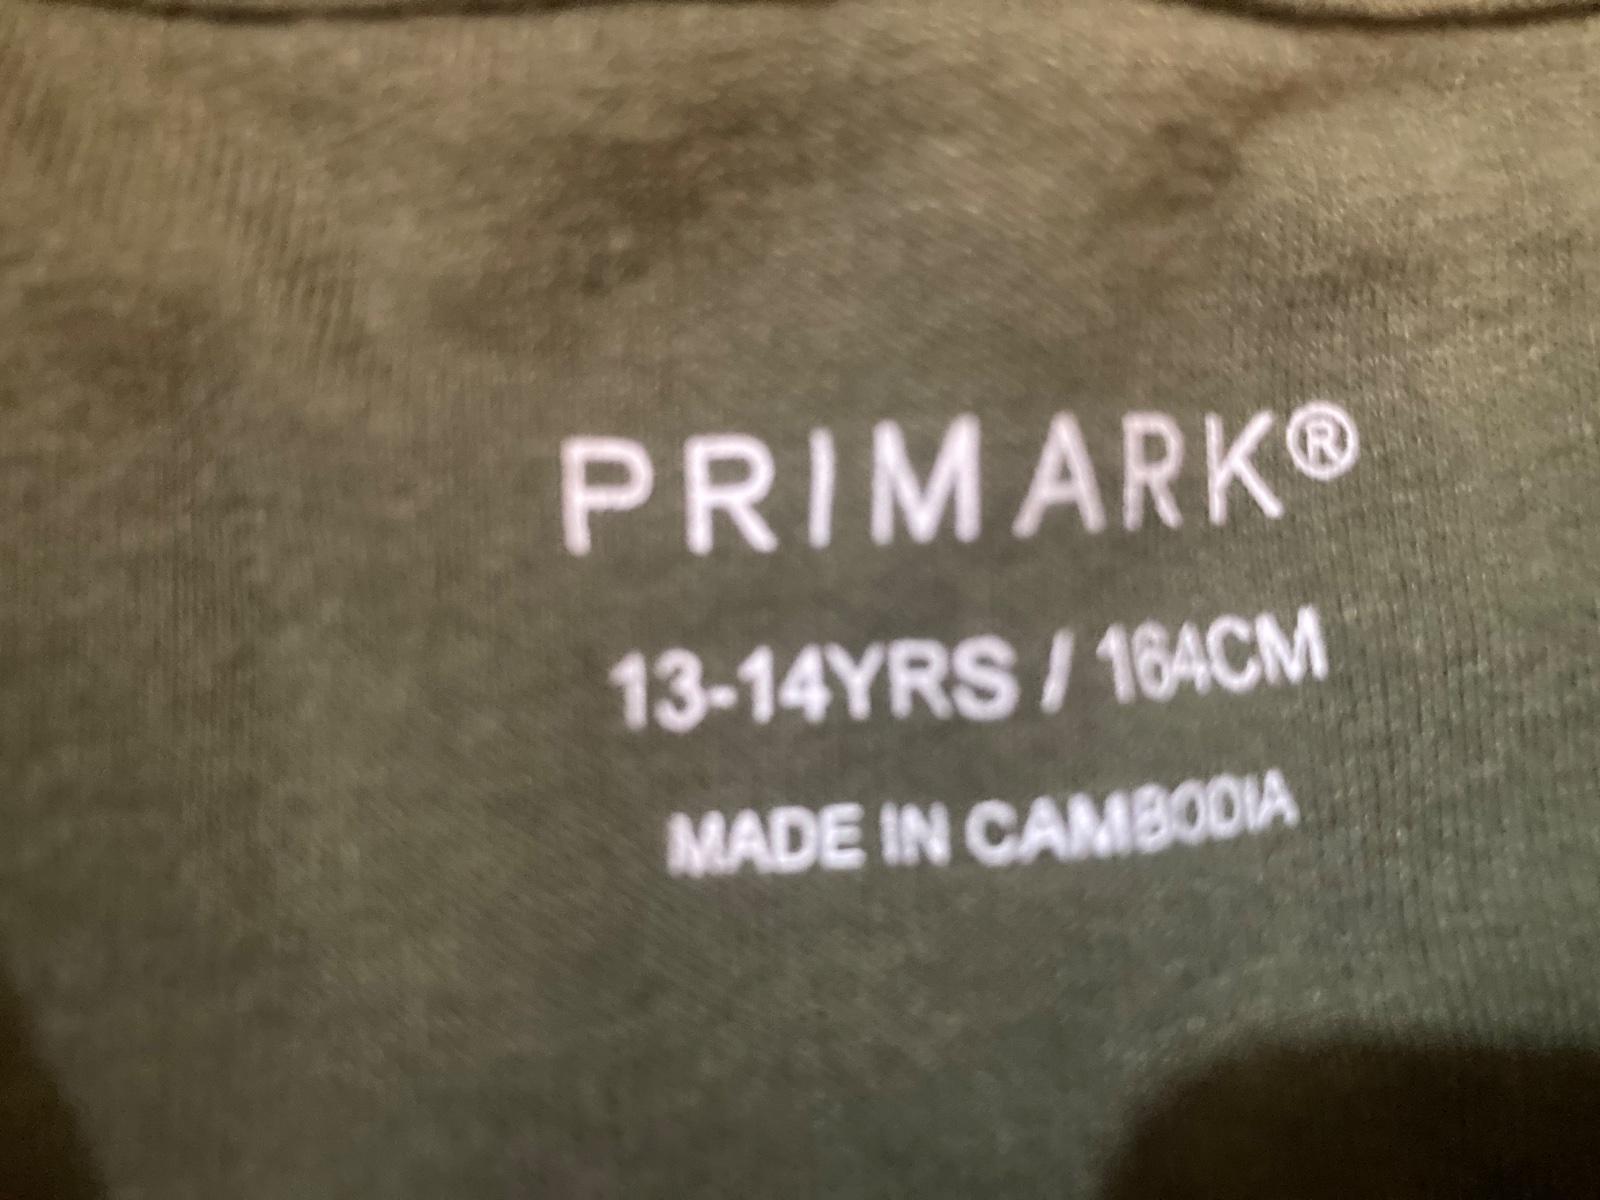 PRIMARK®
13-14YRS / 164CM
MADE IN CAMBODIA